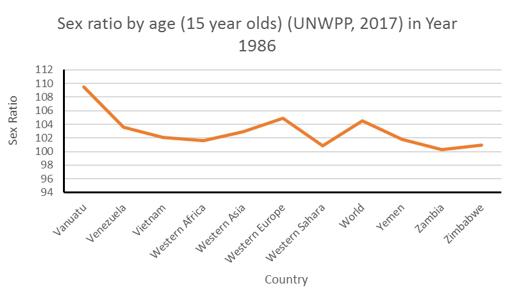 Sex ratio by age (15 year olds) (UNWPP, 2017) in Year
1986
112
110
108
106
104
102
100
98
96
94
Sex Ratio
Vanuatu
Venezuela
Vietnam
Western Africa
Western Asia
Western Europe
Western Sahara
World
Yemen
Zambia
Zimbabwe
Country